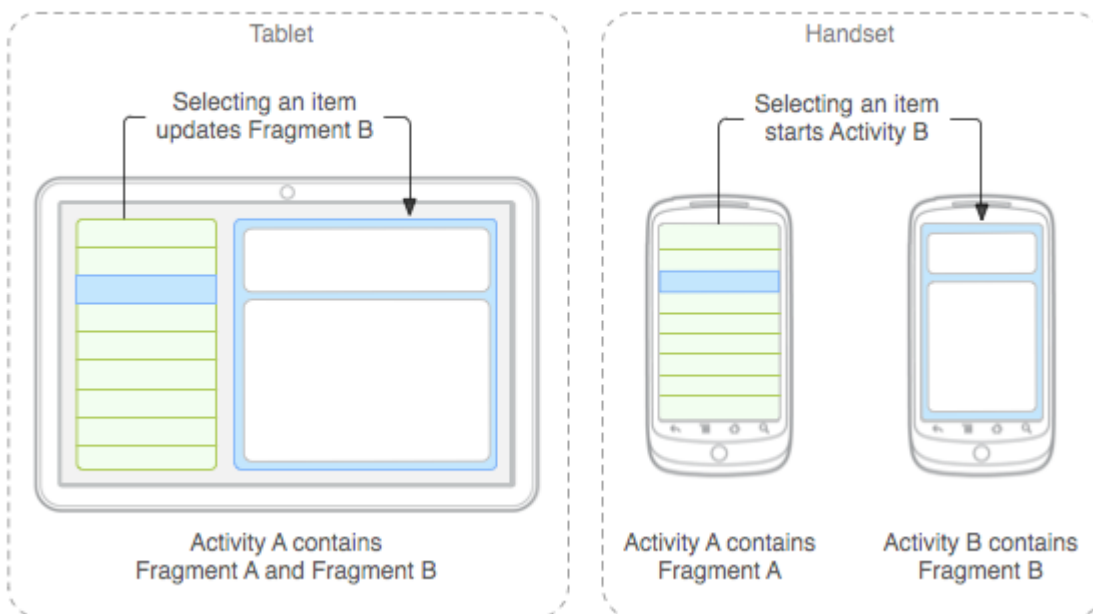 Tablet
Selecting an item
updates Fragment B
Activity A contains
Fragment A and Fragment B
Handset
Selecting an item
starts Activity B
Activity A contains
Fragment A
Activity B contains
Fragment B